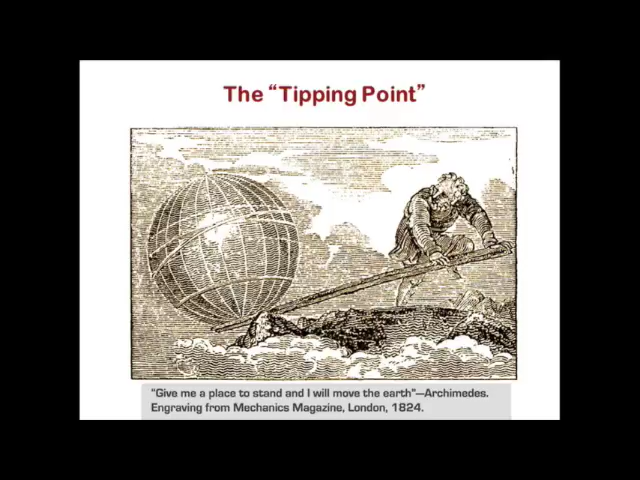 The “Tipping Point”
“Give me a place to stand and I will move the earth”—Archimedes.
Engraving from Mechanics Magazine, London, 1824.